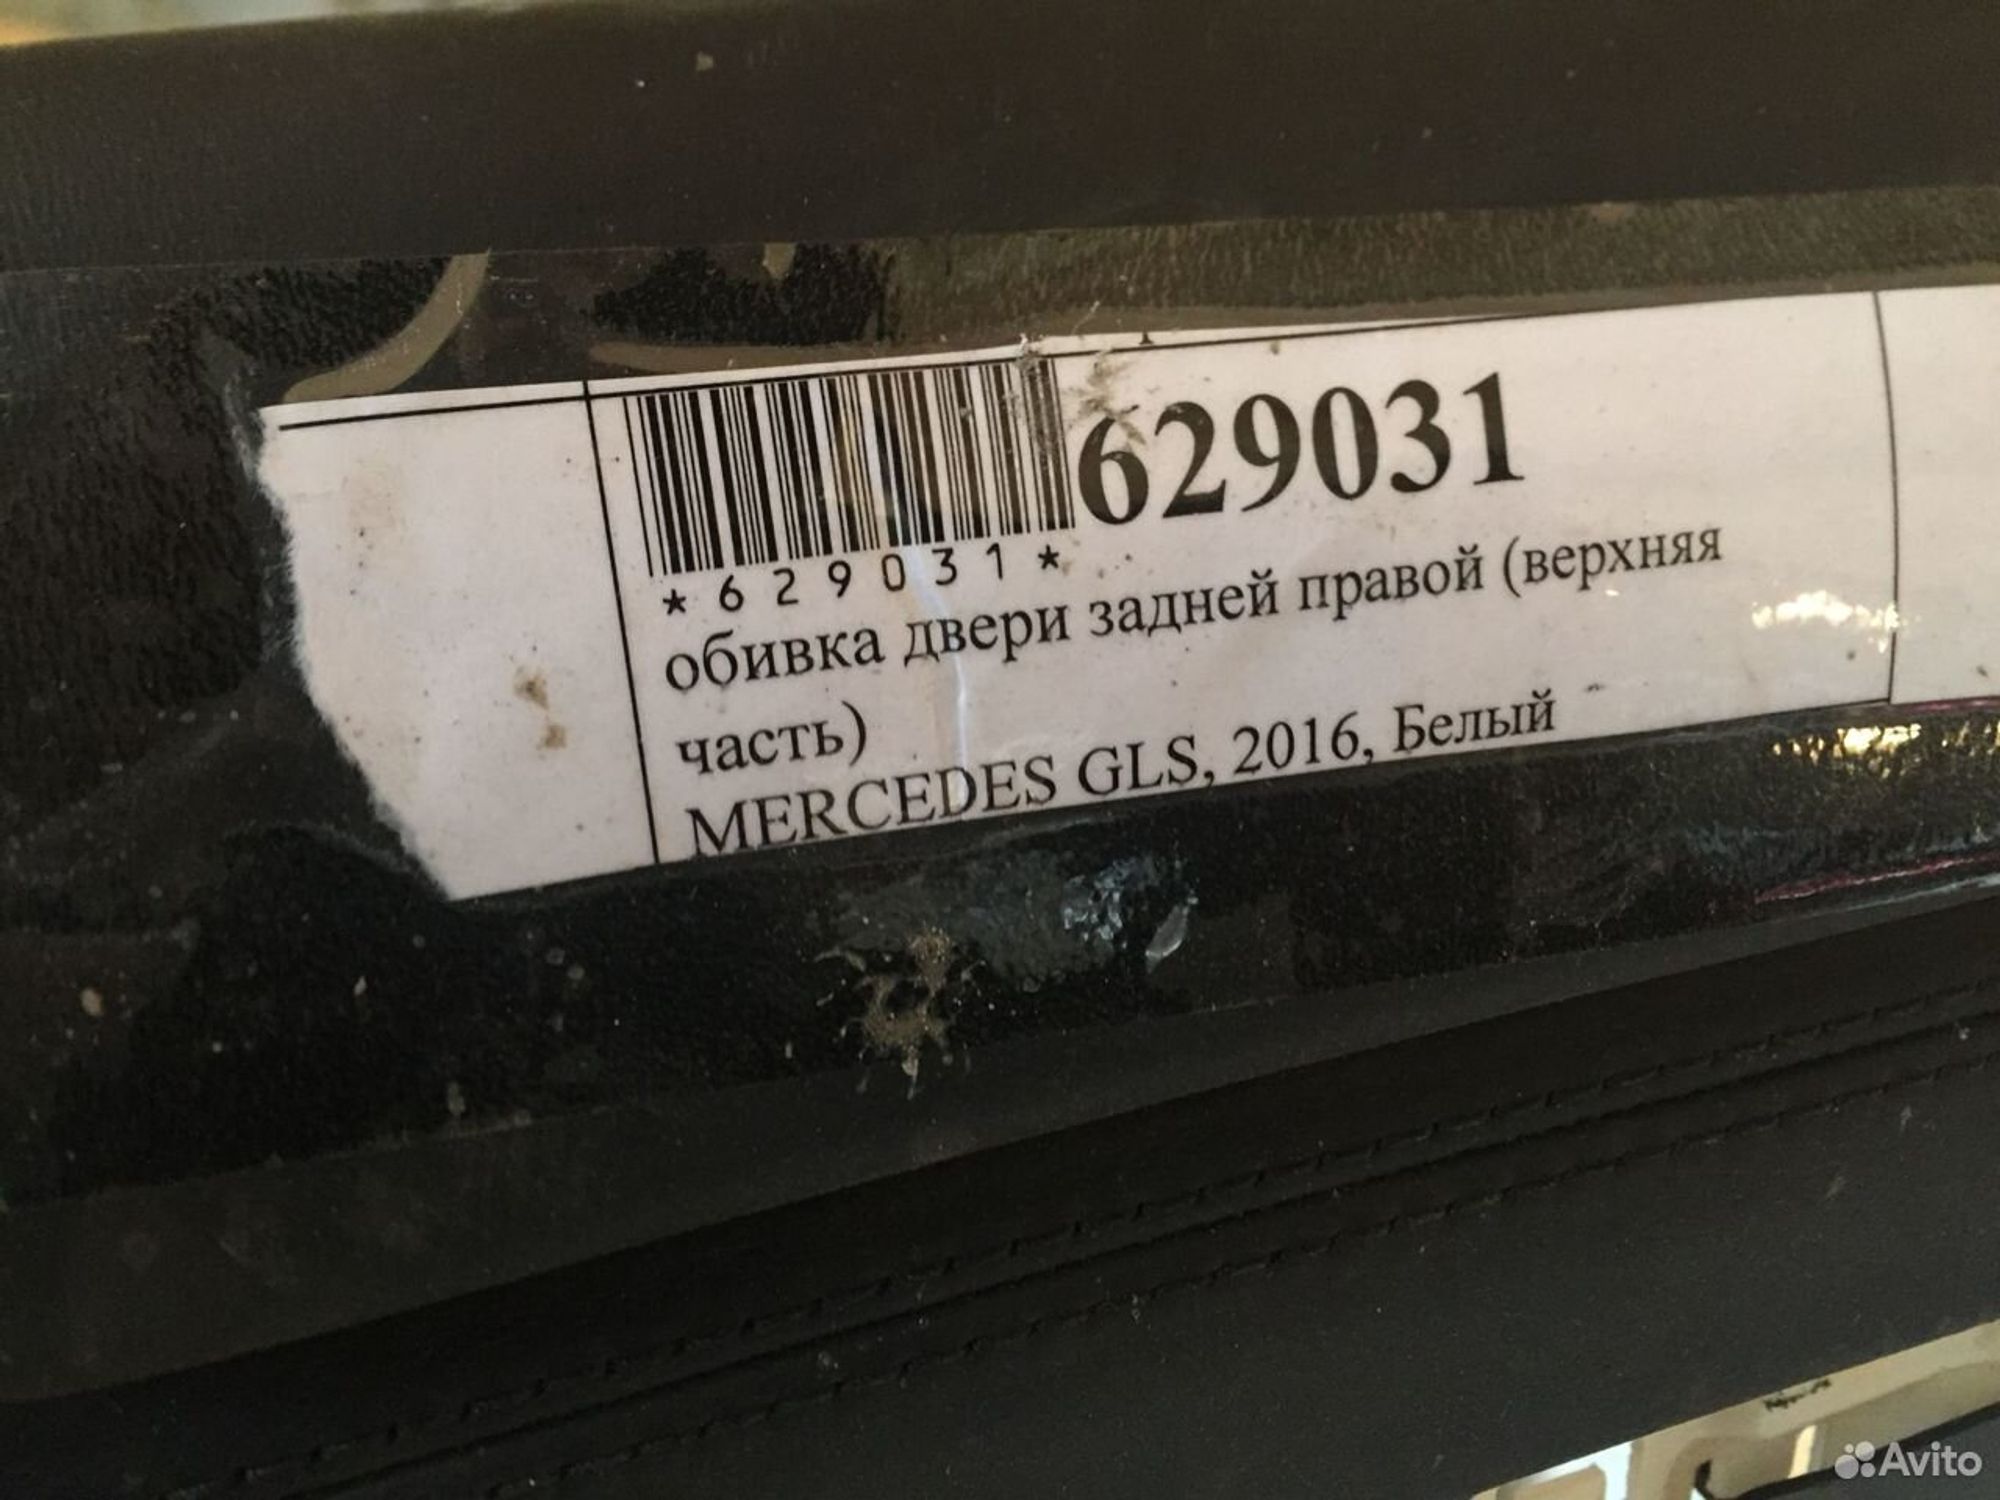 629031
*629031*
обивка двери задней правой (верхняя
часть)
MERCEDES GLS, 2016, Белый
Avito